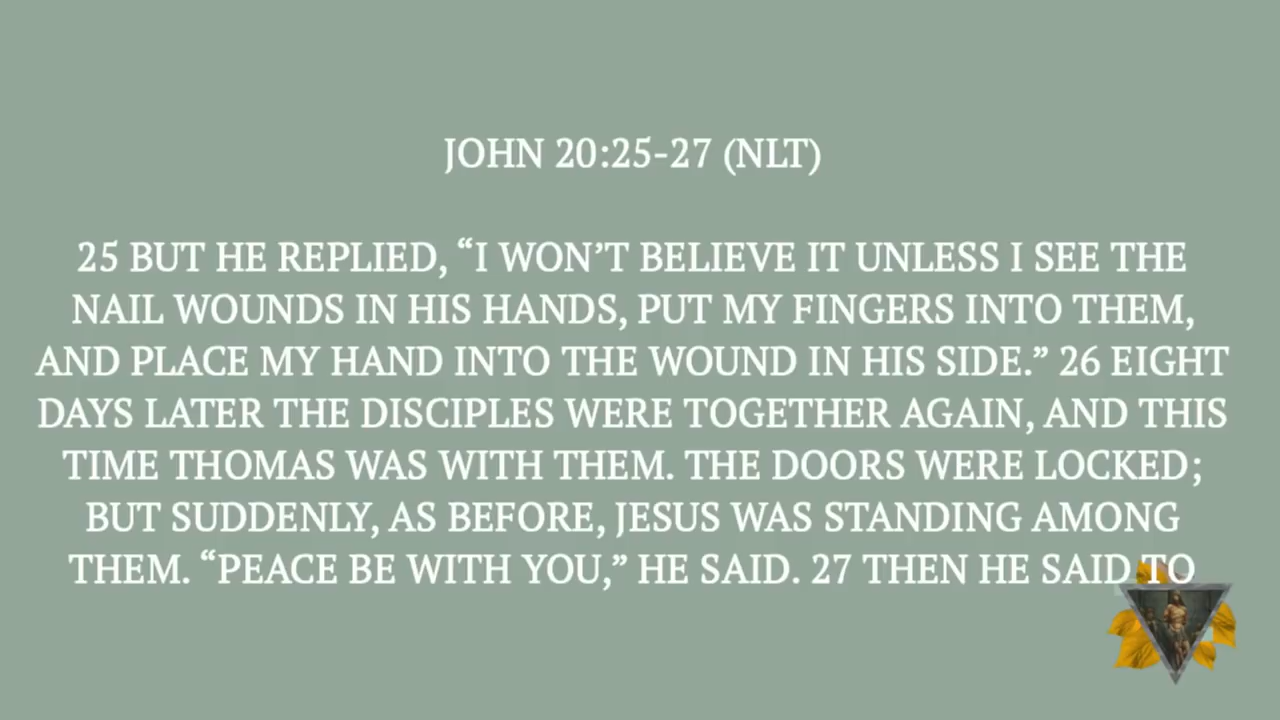 JOHN 20:25-27 (NLT)
25 BUT HE REPLIED, “I WON’T BELIEVE IT UNLESS I SEE THE
NAIL WOUNDS IN HIS HANDS, PUT MY FINGERS INTO THEM,
AND PLACE MY HAND INTO THE WOUND IN HIS SIDE.” 26 EIGHT
DAYS LATER THE DISCIPLES WERE TOGETHER AGAIN, AND THIS
TIME THOMAS WAS WITH THEM. THE DOORS WERE LOCKED;
BUT SUDDENLY, AS BEFORE, JESUS WAS STANDING AMONG
THEM. “PEACE BE WITH YOU,” HE SAID. 27 THEN HE SAID TO